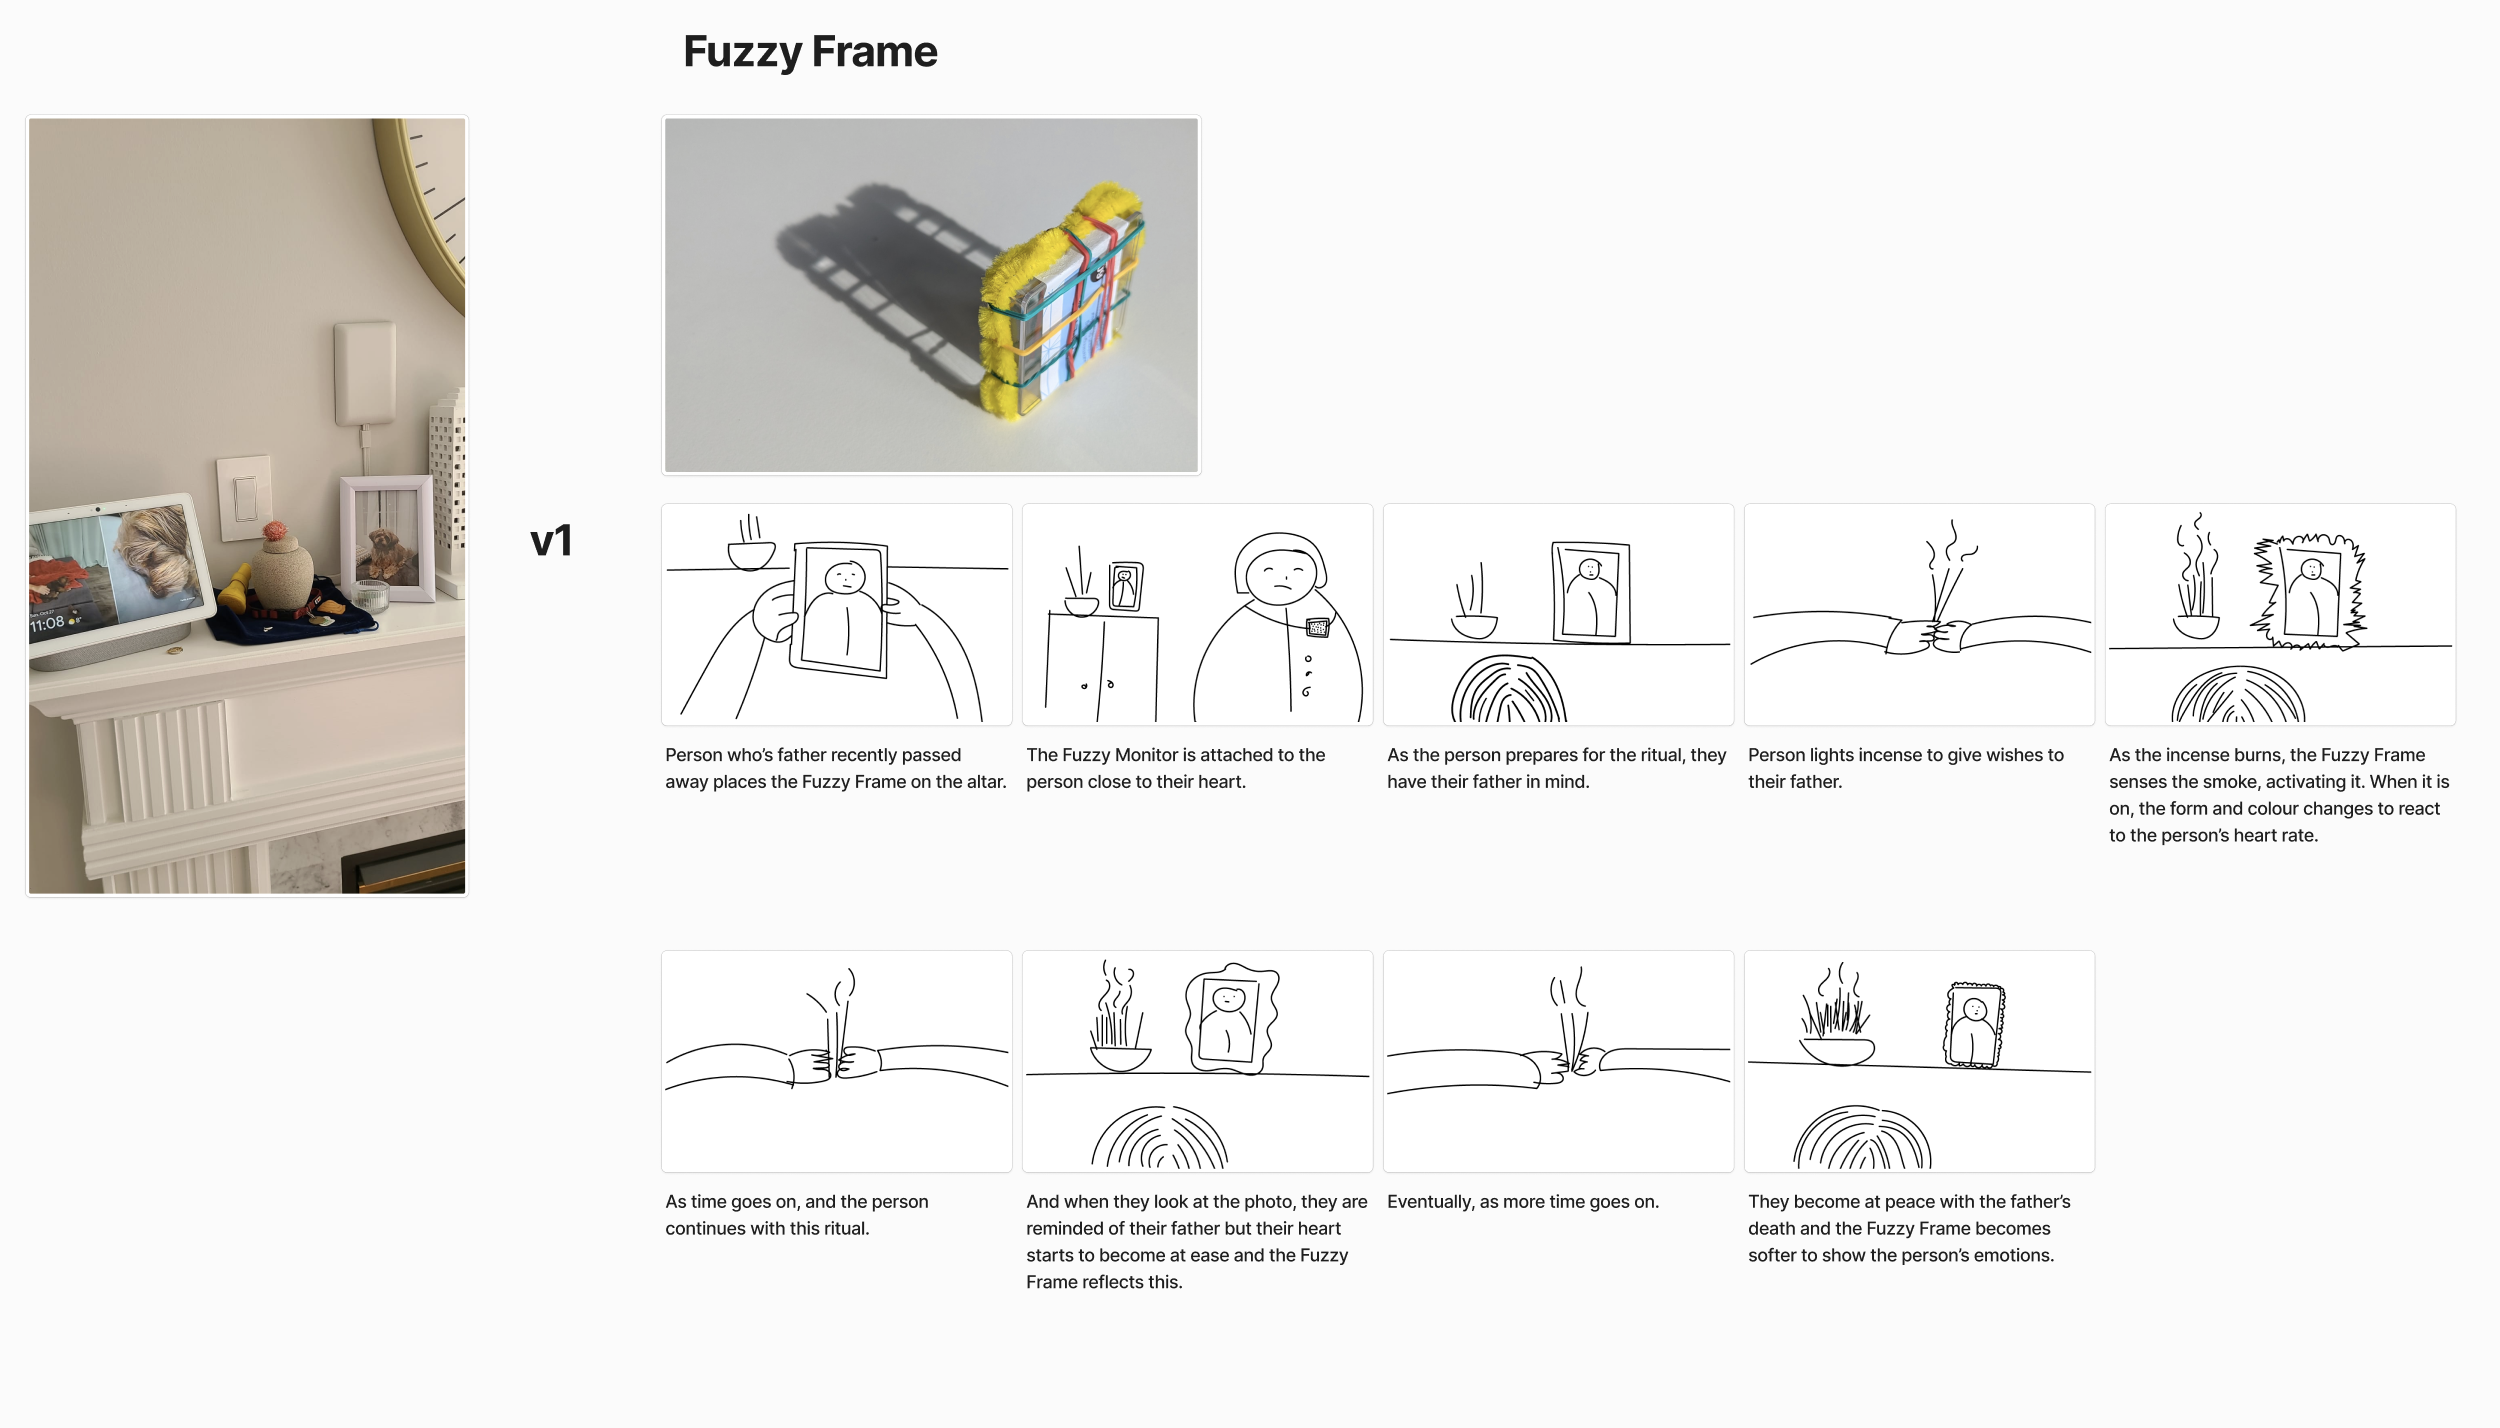 Fuzzy Frame
11:08
v1
Person who’s father recently passed
away places the Fuzzy Frame on the altar.
The Fuzzy Monitor is attached to the
person close to their heart.
As the person prepares for the ritual, they
have their father in mind.
Person lights incense to give wishes to
their father.
As the incense burns, the Fuzzy Frame
senses the smoke, activating it. When it is
on, the form and colour changes to react
to the person’s heart rate.
As time goes on, and the person
continues with this ritual.
And when they look at the photo, they are
reminded of their father but their heart
starts to become at ease and the Fuzzy
Frame reflects this.
Eventually, as more time goes on.
They become at peace with the father’s
death and the Fuzzy Frame becomes
softer to show the person’s emotions.